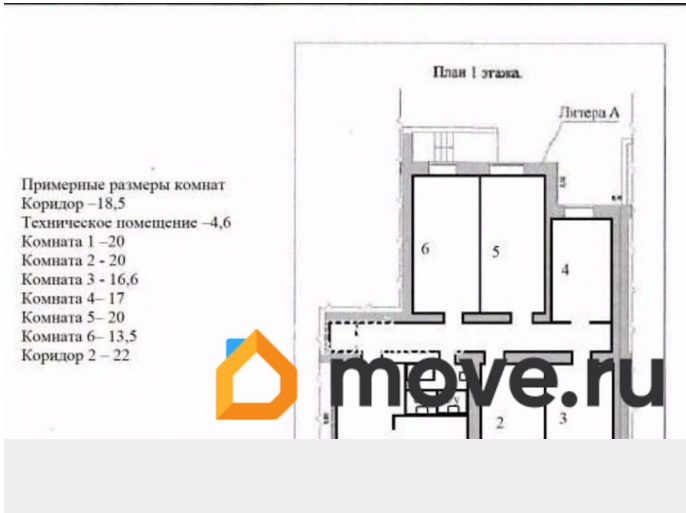 План 1 этажа.
Литера А
Примерные размеры комнат
Коридор –18,5
Техническое помещение –4,6
Комната 1 –20
Комната 2 - 20
Комната 3 - 16,6
Комната 4– 17
Комната 5– 20
Комната 6– 13,5
Коридор 2 – 22
6
5
4
move.ru
2
3